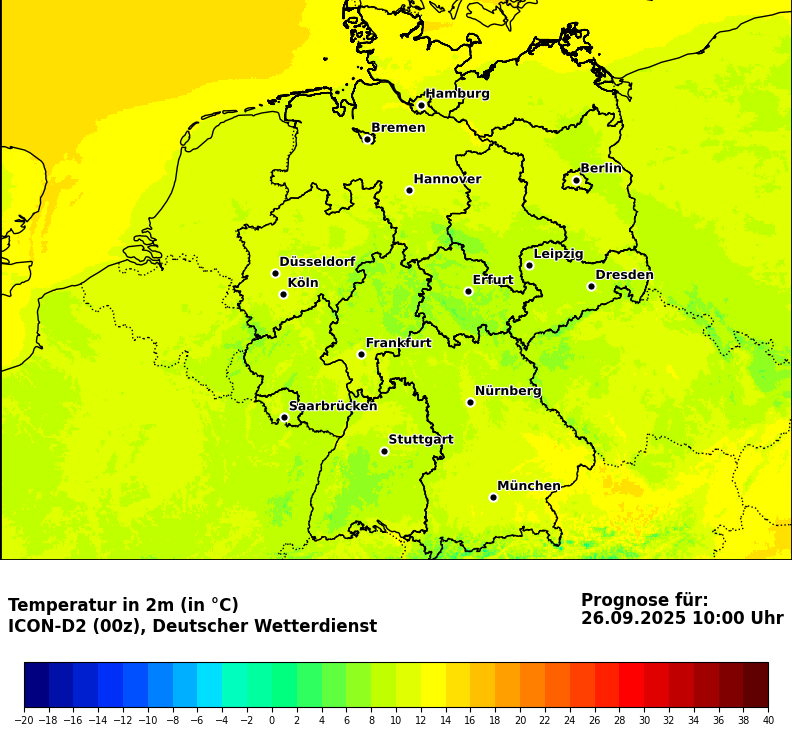 Hamburg
Bremen
Berlin
Hannover
Leipzig
Düsseldorf
Dresden
Köln
Erfurt
Frankfurt
Nürnberg
Saarbrücken
Stuttgart
München
Temperatur in 2m (in °C)
ICON-D2 (00z), Deutscher Wetterdienst
Prognose für:
26.09.2025 10:00 Uhr
−20 −18 −16 −14 −12 −10 −8 −6 −4 −2 0 2 4 6 8 10 12 14 16 18 20 22 24 26 28 30 32 34 36 38 40